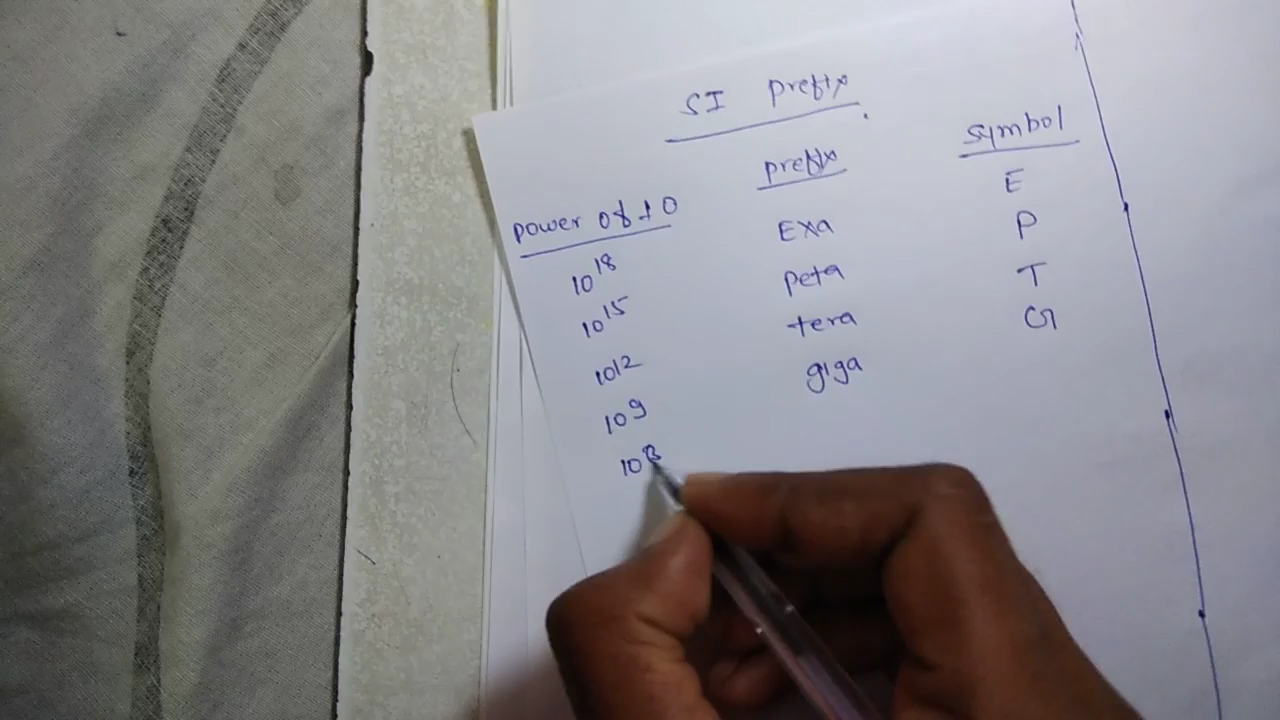 SI prefix
power of 10 prefix symbol
10^18 Exa E
10^15 peta P
10^12 tera T
10^9 giga G
10